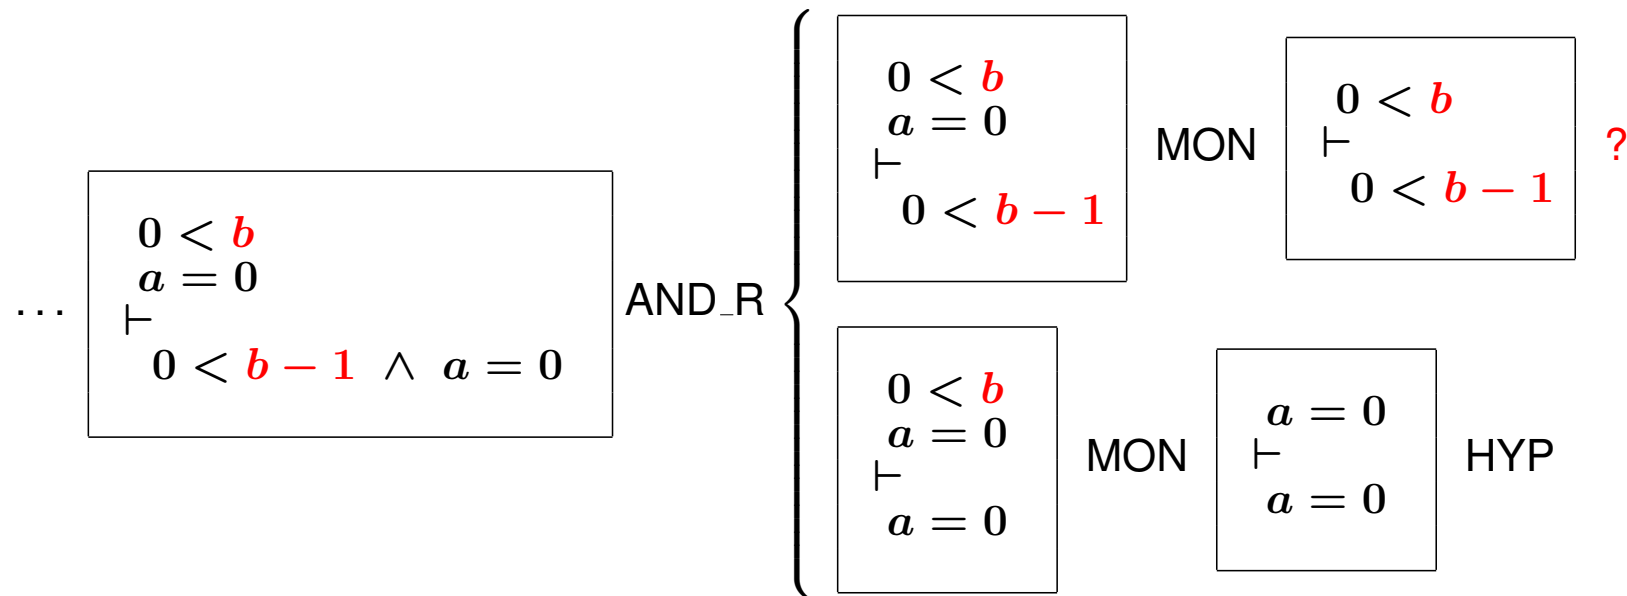 ...
0 < b
a = 0
⊢
0 < b − 1 ∧ a = 0
AND_R
0 < b
a = 0
⊢
0 < b − 1
MON
0 < b
⊢
0 < b − 1
?
0 < b
a = 0
⊢
a = 0
MON
a = 0
⊢
a = 0
HYP